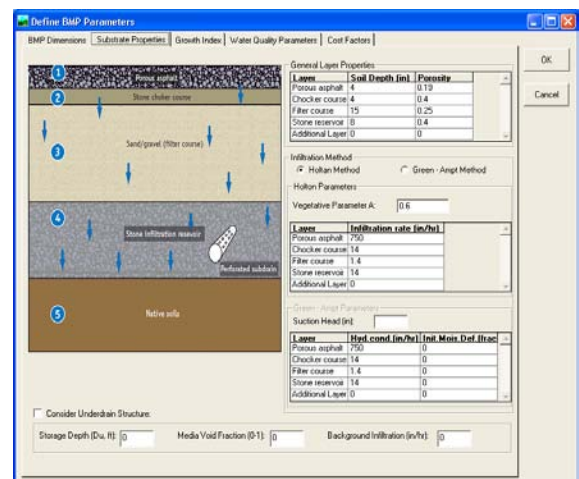 Define BMP Parameters
BMP Dimensions Substrate Properties Growth Index Water Quality Parameters Cost Factors
OK
Cancel
1 Porous asphalt
2 Stone choker course
3 Sand/gravel (filter course)
4 Stone infiltration reservoir
Perforated subdrain
5 Native soils
General Layer Properties
Layer Soil Depth (in) Porosity
Porous asphalt 4 0.19
Chocker course 4 0.4
Filter course 15 0.25
Stone reservoir 8 0.4
Additional Layer 0 0
Infiltration Method
Holtan Method Green - Ampt Method
Holton Parameters
Vegetative Parameter A: 0.6
Layer Infiltration rate (in/hr)
Porous asphalt 750
Chocker course 14
Filter course 1.4
Stone reservoir 14
Additional Layer 0
Green - Ampt Parameters
Suction Head (in):
Layer Hyd.cond.(in/hr) Init.Mois.Def.(frac
Porous asphalt 750 0
Chocker course 14 0
Filter course 1.4 0
Stone reservoir 14 0
Additional Layer 0 0
Consider Underdrain Structure:
Storage Depth (Du, ft): 0 Media Void Fraction (0-1): 0 Background Infiltration (in/hr): 0